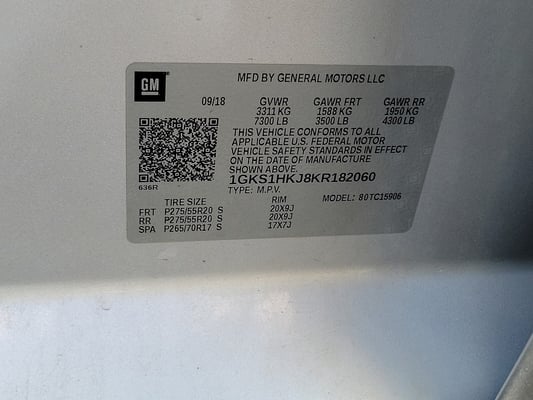 GM
MFD BY GENERAL MOTORS LLC
09/18 GVWR GAWR FRT GAWR RR
3311 KG 1588 KG 1950 KG
7300 LB 3500 LB 4300 LB
THIS VEHICLE CONFORMS TO ALL
APPLICABLE U.S. FEDERAL MOTOR
VEHICLE SAFETY STANDARDS IN EFFECT
ON THE DATE OF MANUFACTURE
SHOWN ABOVE.
1GKS1HKJ8KR182060
636R
TYPE: M.P.V.
TIRE SIZE RIM MODEL: 80TC15906
FRT P275/55R20 S 20X9J
RR P275/55R20 S 20X9J
SPA P265/70R17 S 17X7J